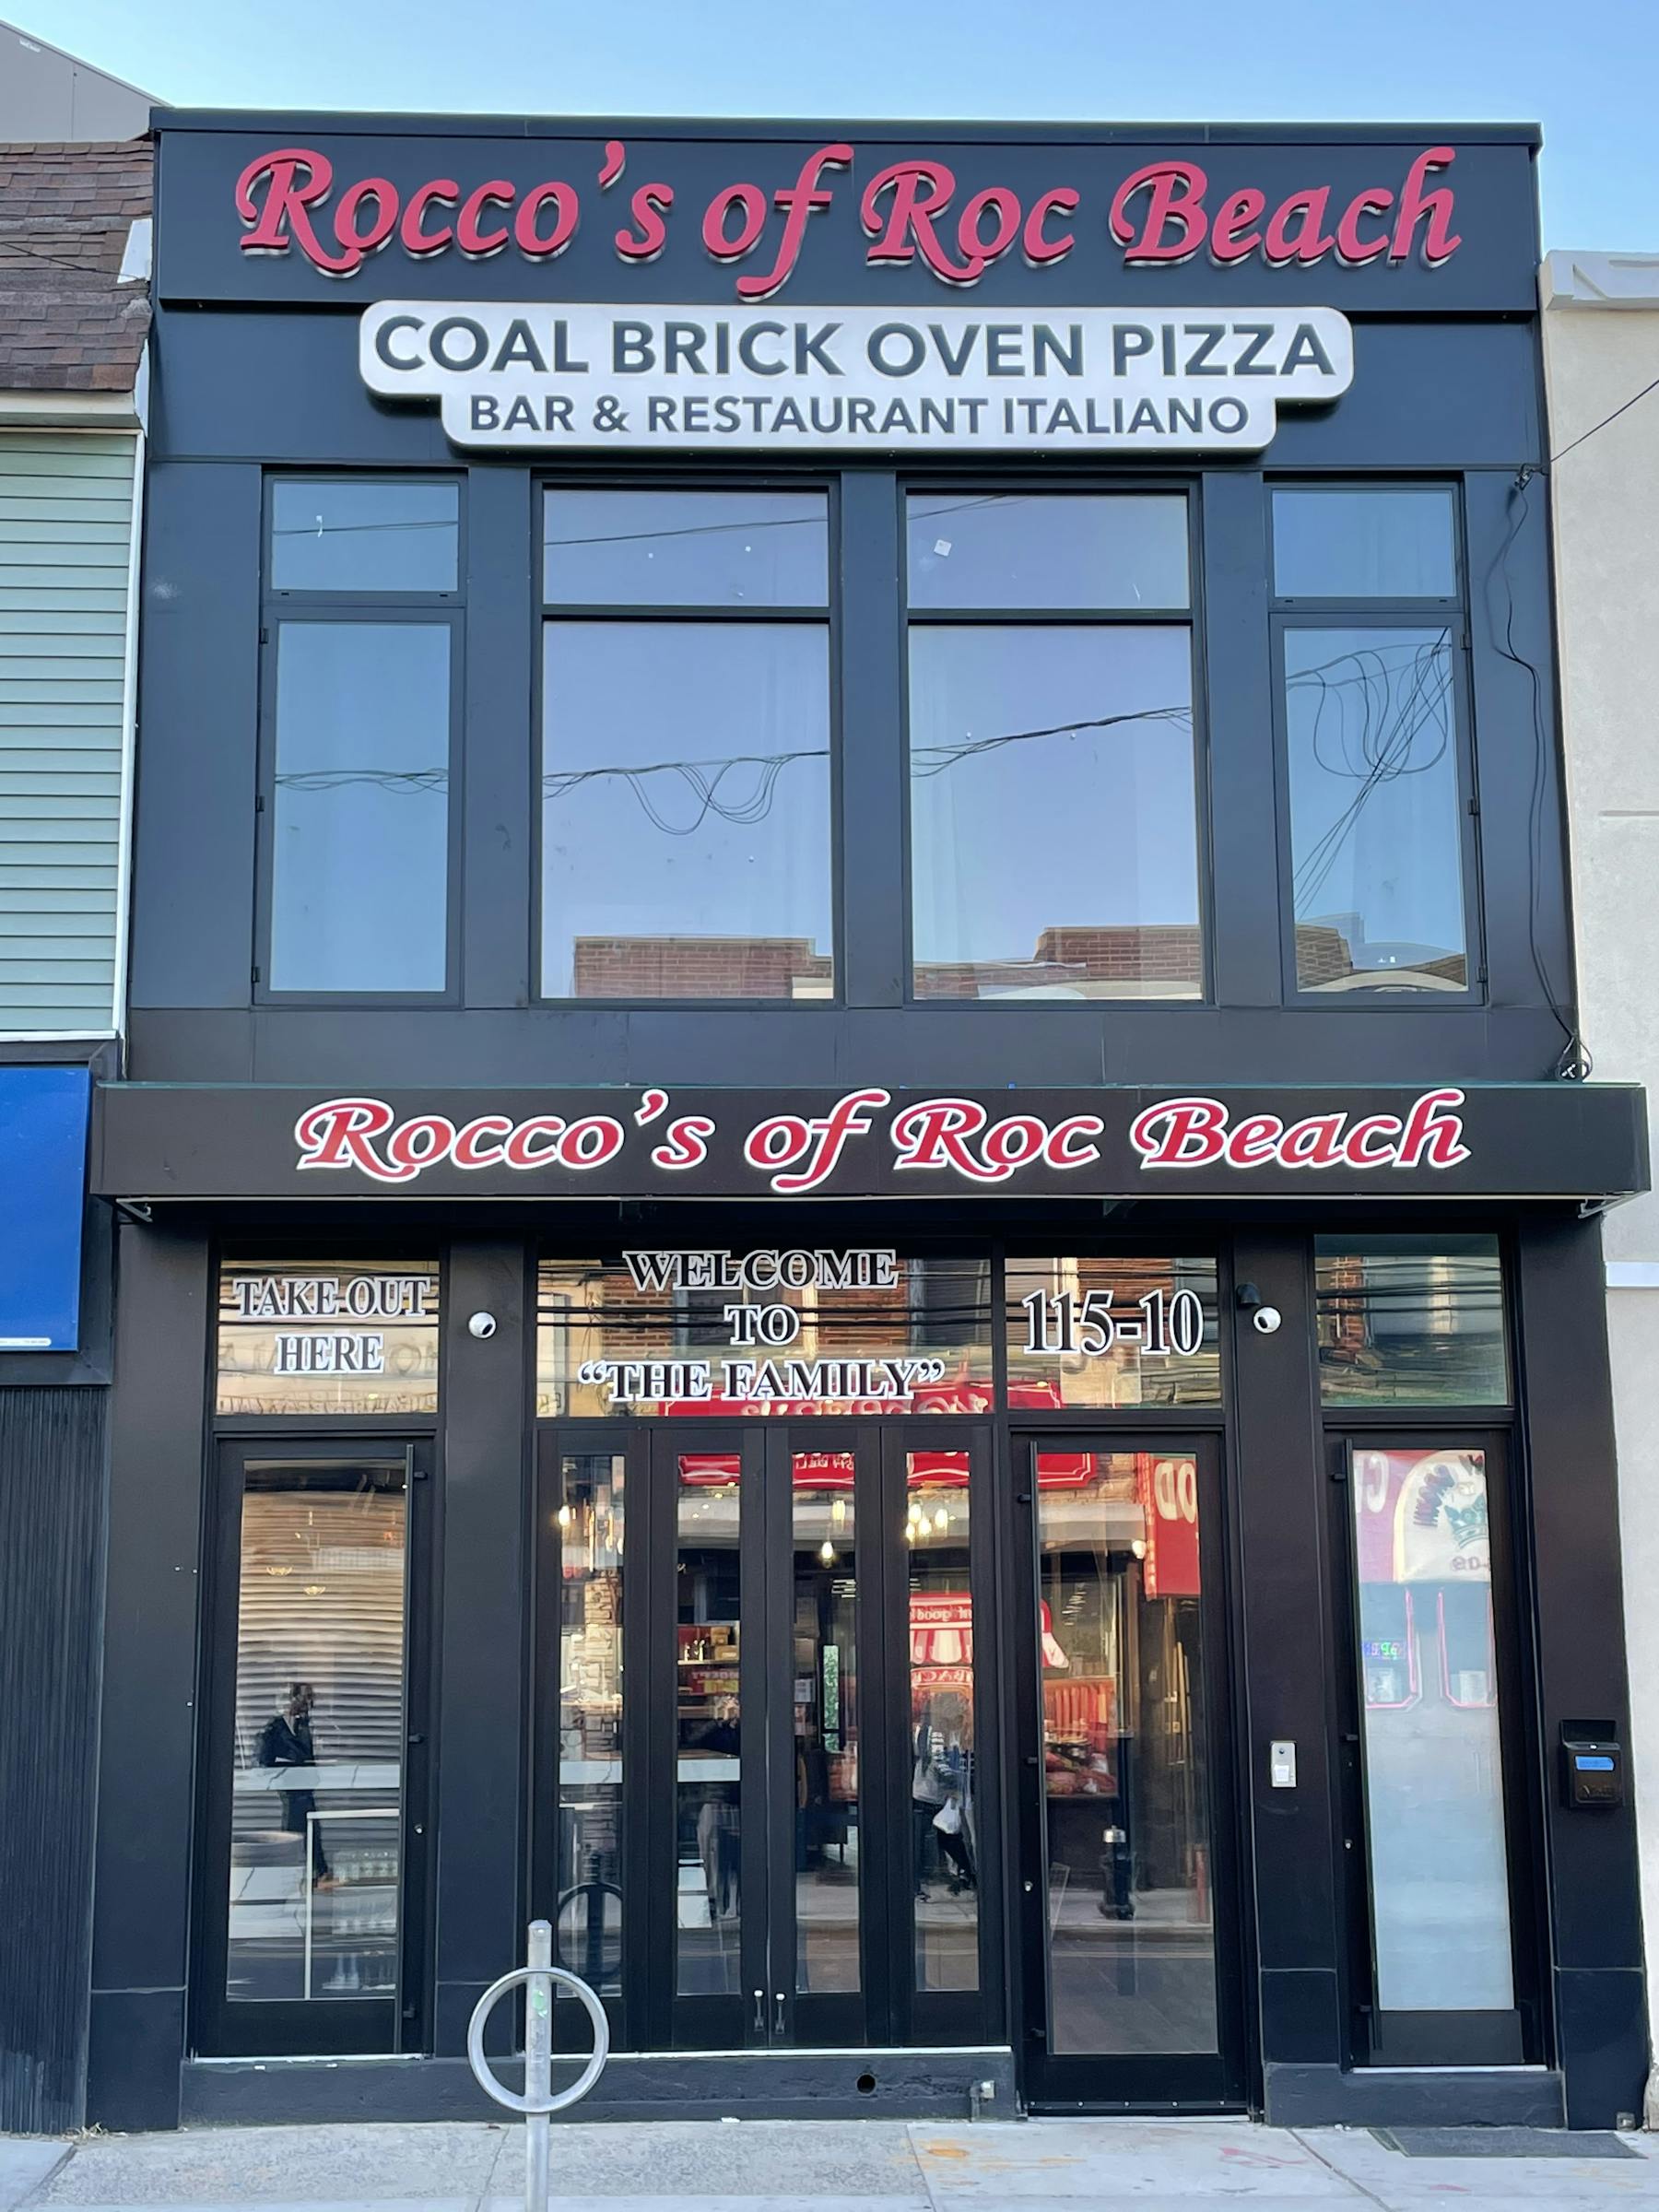 Rocco's of Roc Beach
COAL BRICK OVEN PIZZA
BAR & RESTAURANT ITALIANO
Rocco's of Roc Beach
TAKE OUT
HERE
WELCOME
TO
“THE FAMILY”
115-10